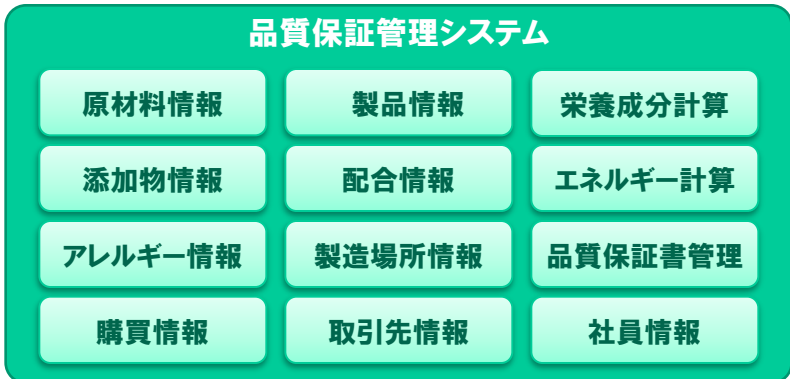 品質保証管理システム
原材料情報
製品情報
栄養成分計算
添加物情報
配合情報
エネルギー計算
アレルギー情報
製造場所情報
品質保証書管理
購買情報
取引先情報
社員情報